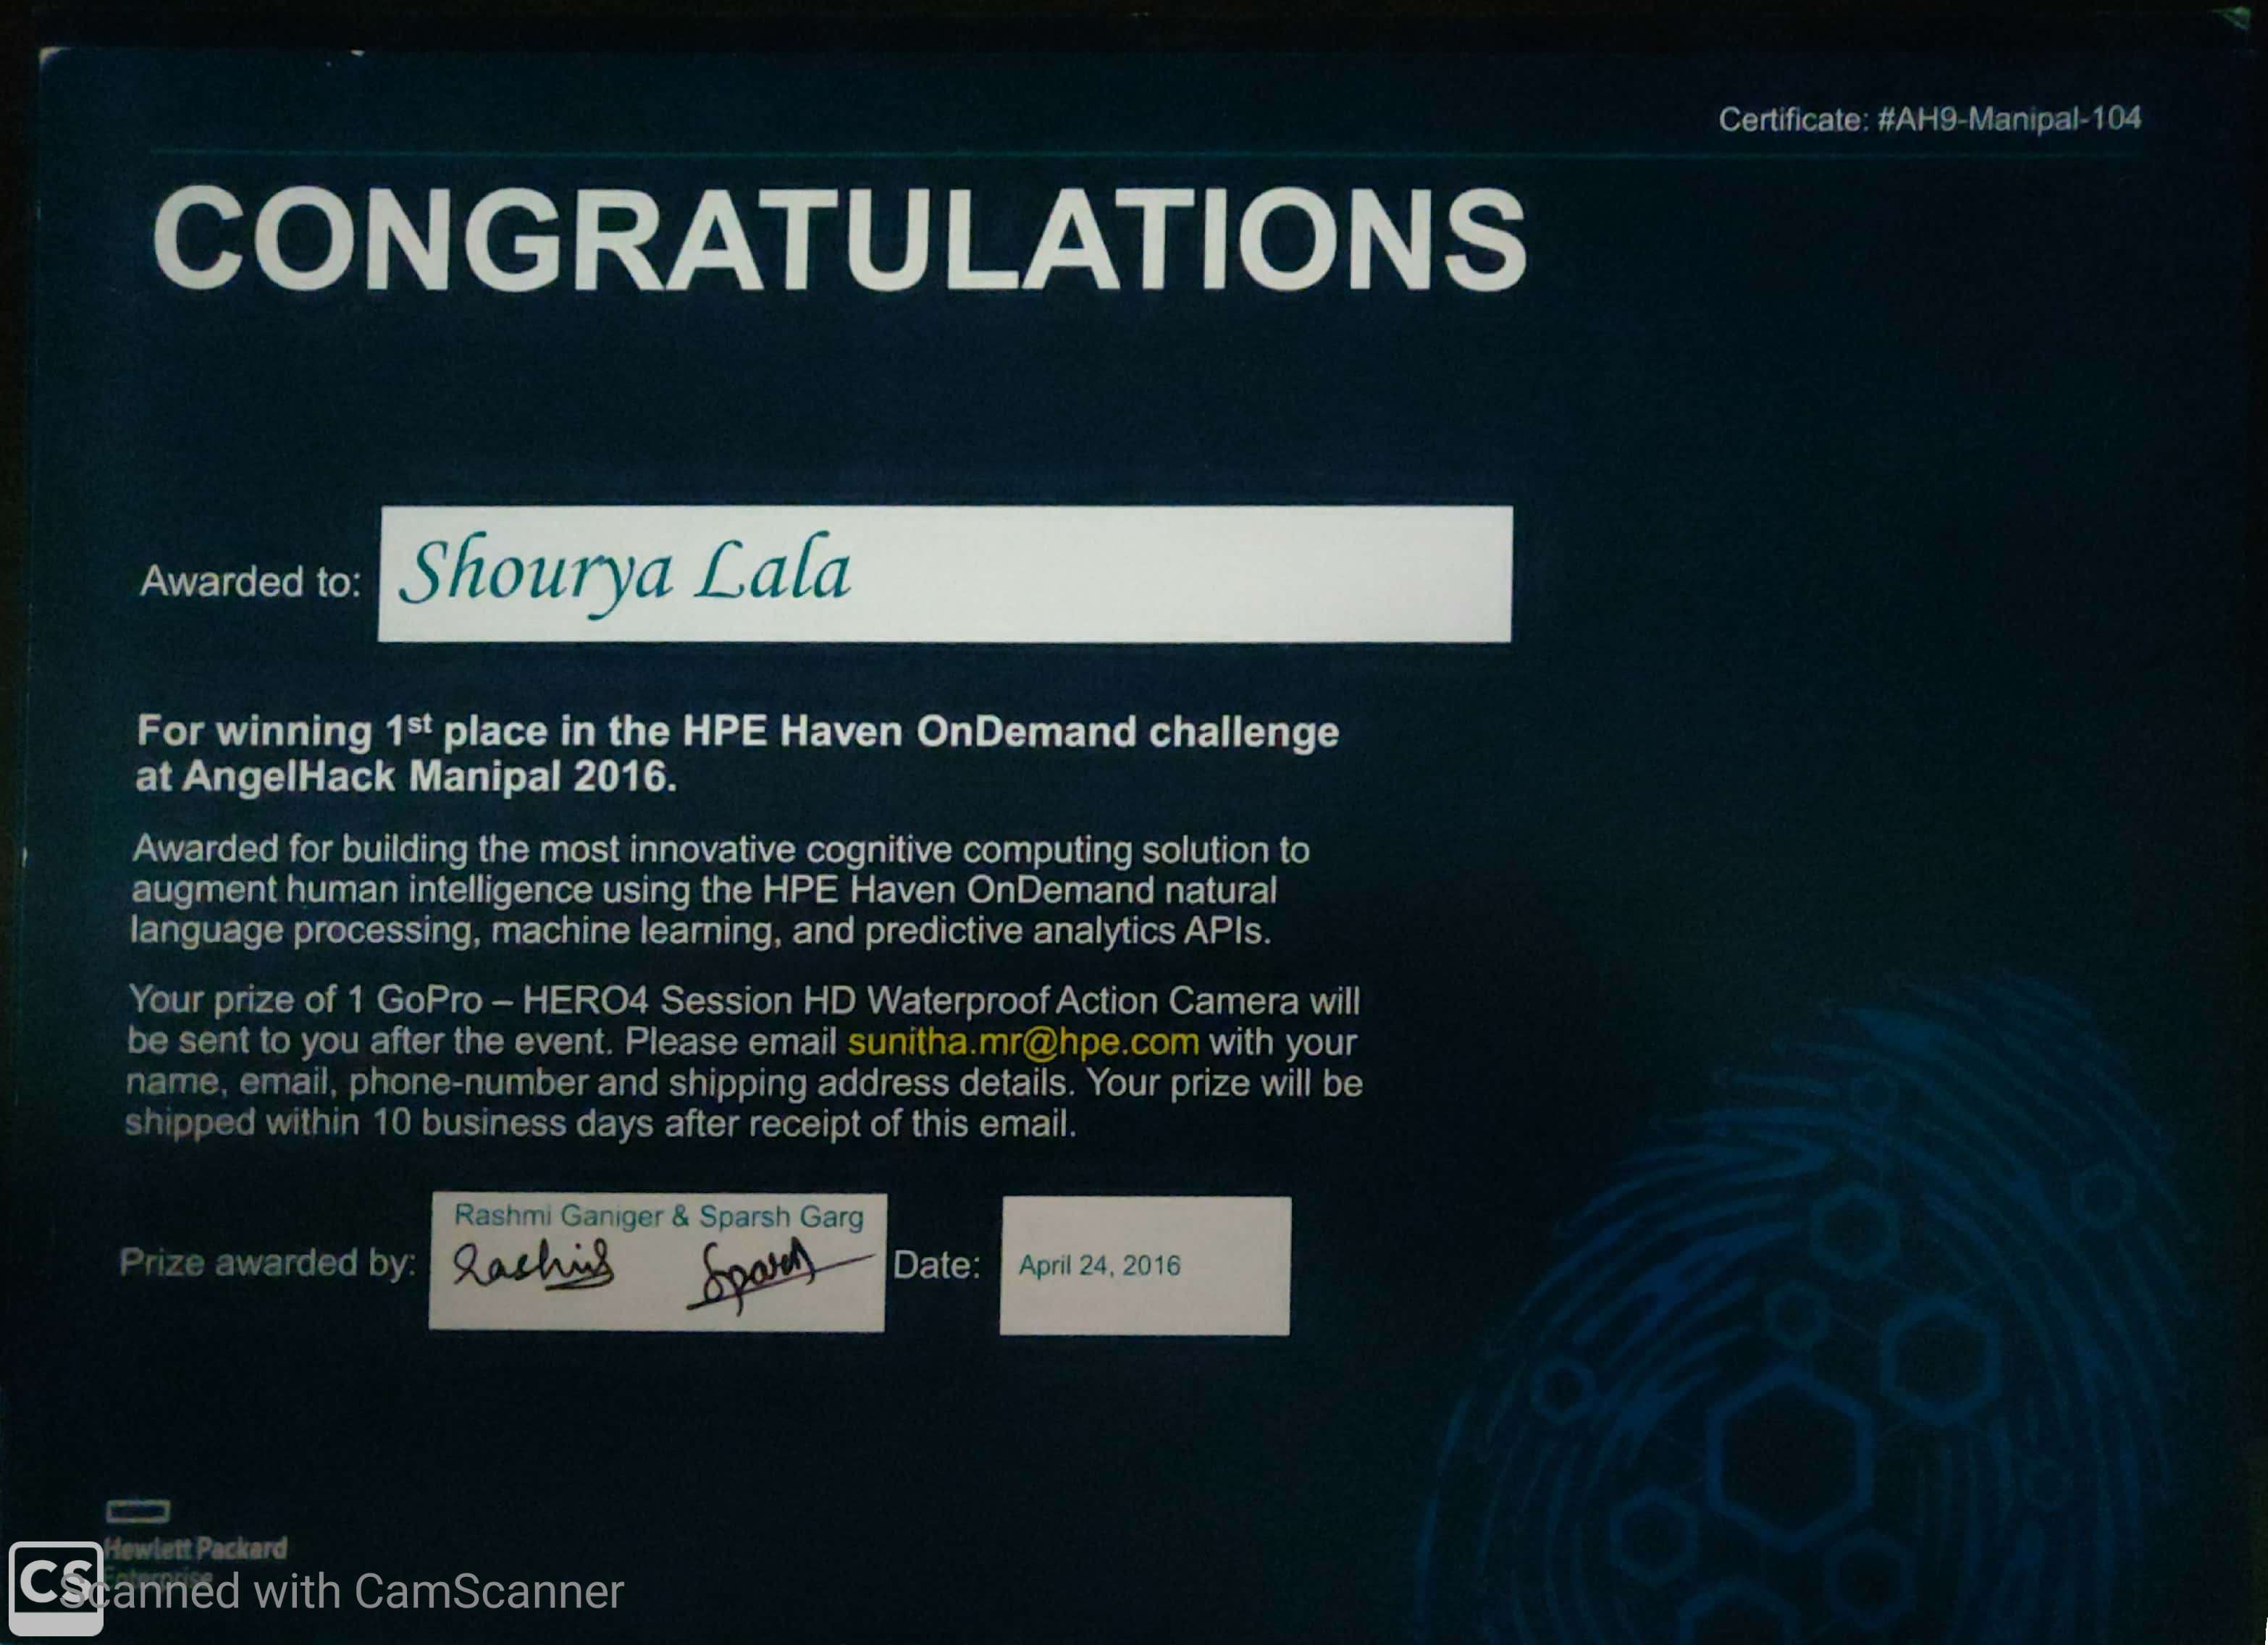 Certificate: #AH9-Manipal-104
CONGRATULATIONS
Awarded to: Shourya Lala
For winning 1st place in the HPE Haven OnDemand challenge
at AngelHack Manipal 2016.
Awarded for building the most innovative cognitive computing solution to
augment human intelligence using the HPE Haven OnDemand natural
language processing, machine learning, and predictive analytics APIs.
Your prize of 1 GoPro – HERO4 Session HD Waterproof Action Camera will
be sent to you after the event. Please email sunitha.mr@hpe.com with your
name, email, phone-number and shipping address details. Your prize will be
shipped within 10 business days after receipt of this email.
Rashmi Ganiger & Sparsh Garg
Prize awarded by: Rashmi Sparsh Date: April 24, 2016
Hewlett Packard
Enterprise
CS Scanned with CamScanner